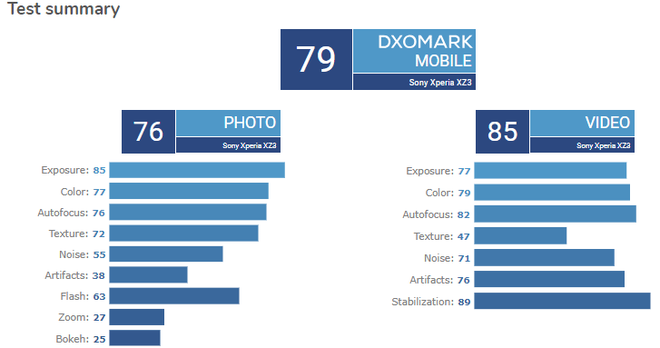 Test summary
79
DXOMARK
MOBILE
Sony Xperia XZ3
76
PHOTO
Sony Xperia XZ3
Exposure: 85
Color: 77
Autofocus: 76
Texture: 72
Noise: 55
Artifacts: 38
Flash: 63
Zoom: 27
Bokeh: 25
85
VIDEO
Sony Xperia XZ3
Exposure: 77
Color: 79
Autofocus: 82
Texture: 47
Noise: 71
Artifacts: 76
Stabilization: 89